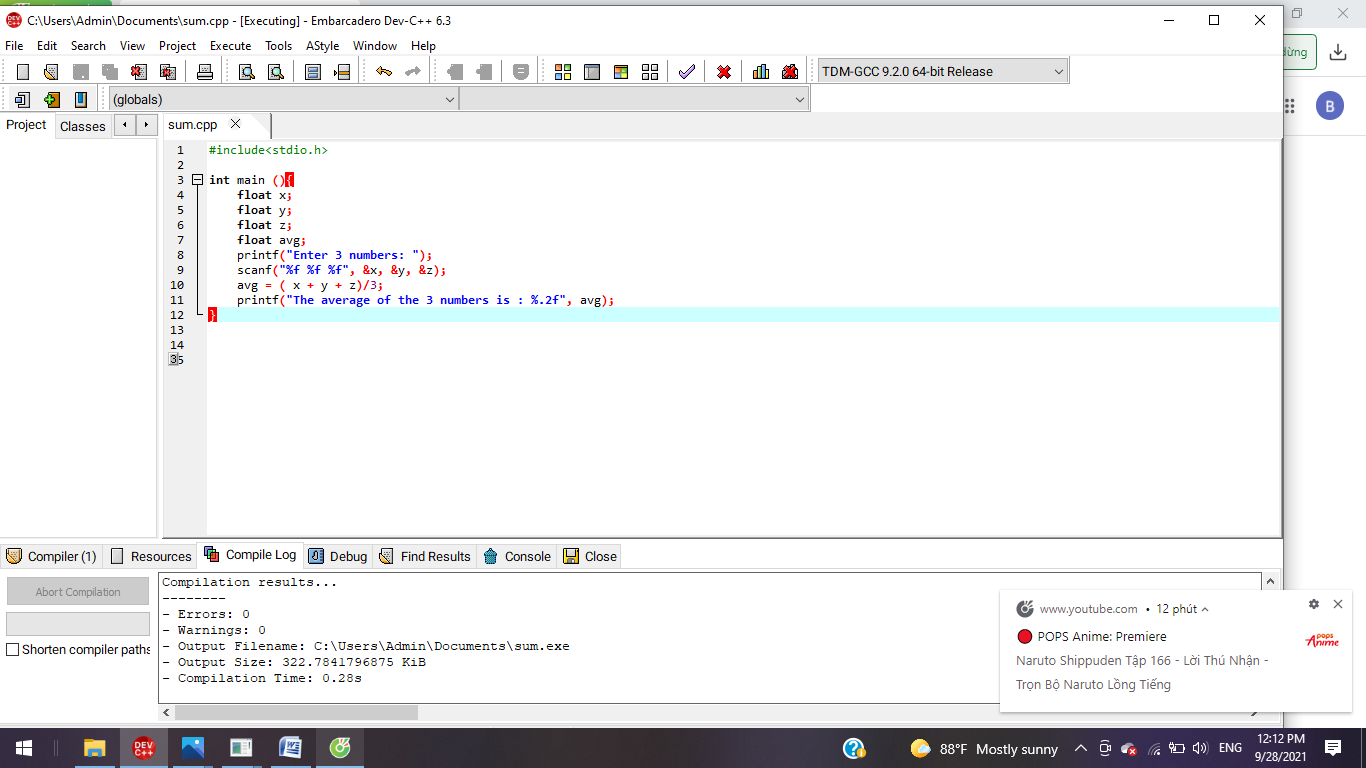 C:\Users\Admin\Documents\sum.cpp - [Executing] - Embarcadero Dev-C++ 6.3
File Edit Search View Project Execute Tools AStyle Window Help
TDM-GCC 9.2.0 64-bit Release
(globals)
B
Project Classes sum.cpp
1 #include<stdio.h>
2
3 int main (){
4 float x;
5 float y;
6 float z;
7 float avg;
8 printf("Enter 3 numbers: ");
9 scanf("%f %f %f", &x, &y, &z);
10 avg = ( x + y + z)/3;
11 printf("The average of the 3 numbers is : %.2f", avg);
12 }
13
14
Compiler (1) Resources Compile Log Debug Find Results Console Close
Abort Compilation
Shorten compiler paths
Compilation results...
--------
- Errors: 0
- Warnings: 0
- Output Filename: C:\Users\Admin\Documents\sum.exe
- Output Size: 322.7841796875 KiB
- Compilation Time: 0.28s
www.youtube.com • 12 phút
POPS Anime: Premiere
pops Anime
Naruto Shippuden Tập 166 - Lời Thú Nhận -
Trọn Bộ Naruto Lồng Tiếng
DEV C++
88°F Mostly sunny
ENG
12:12 PM
9/28/2021